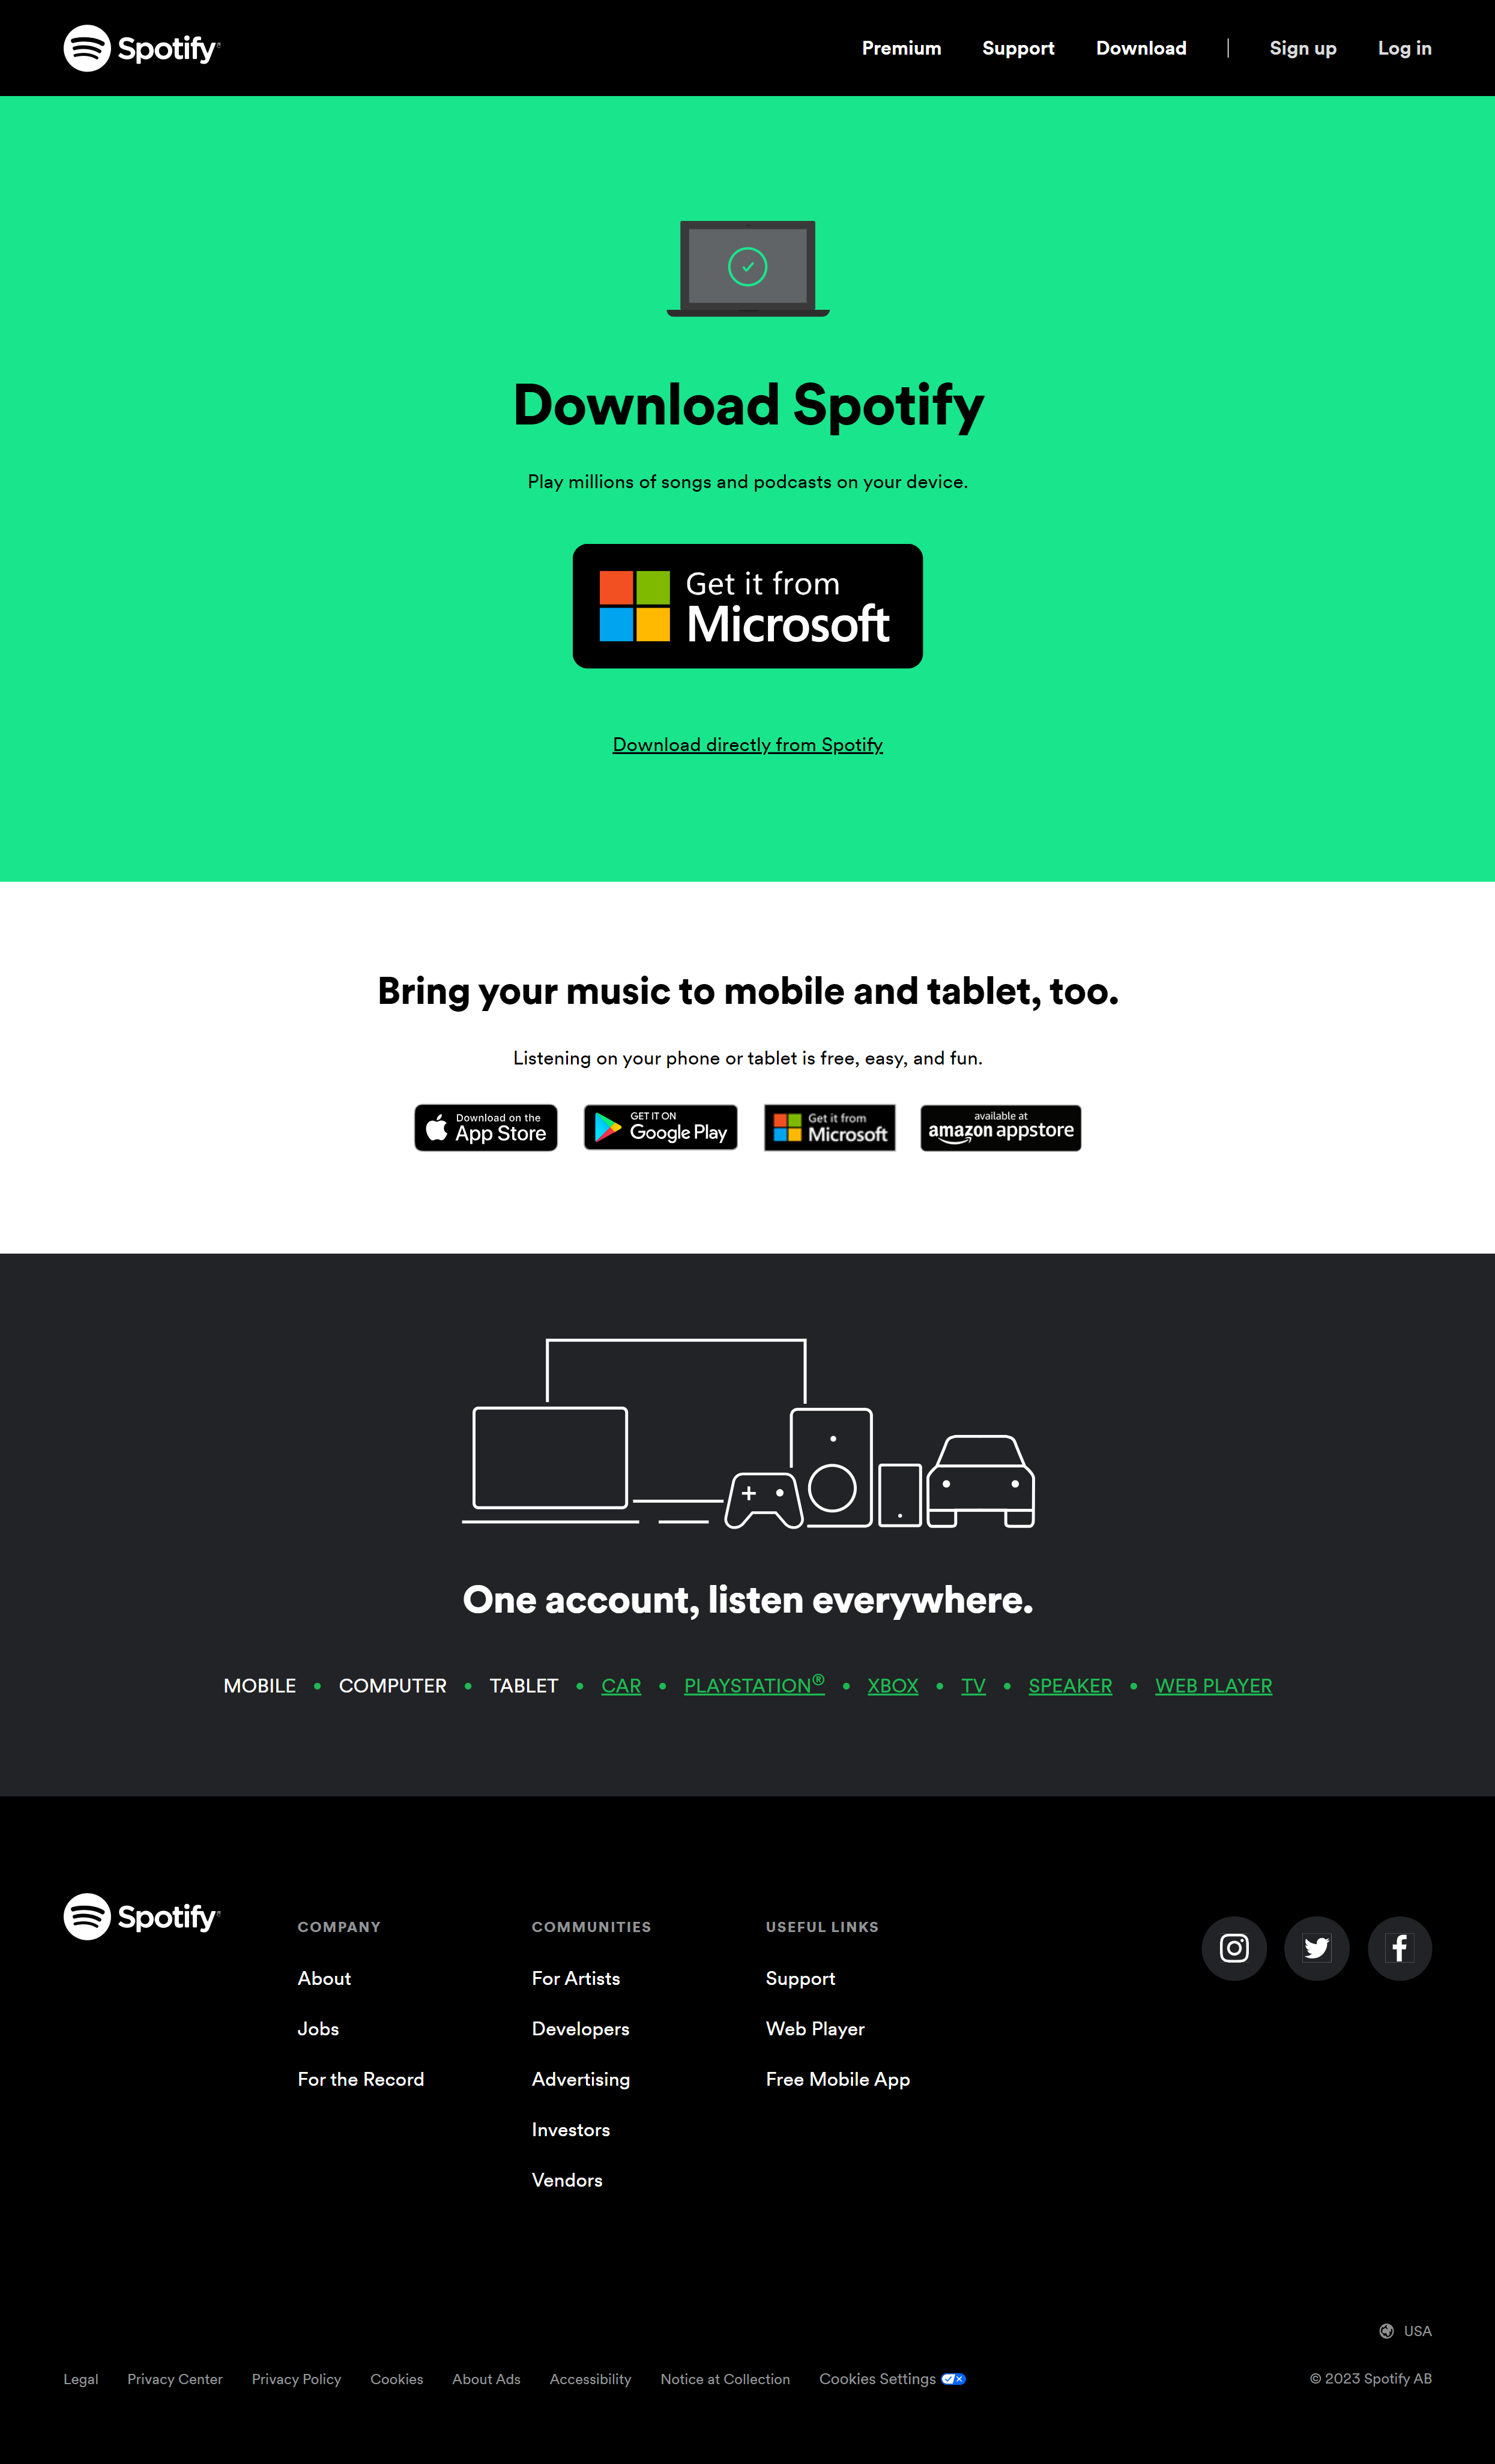 Spotify
Premium Support Download | Sign up Log in
Download Spotify
Play millions of songs and podcasts on your device.
Get it from
Microsoft
Download directly from Spotify
Bring your music to mobile and tablet, too.
Listening on your phone or tablet is free, easy, and fun.
Download on the
App Store
GET IT ON
Google Play
Get it from
Microsoft
available at
amazon appstore
One account, listen everywhere.
MOBILE • COMPUTER • TABLET • CAR • PLAYSTATION® • XBOX • TV • SPEAKER • WEB PLAYER
Spotify
COMPANY
About
Jobs
For the Record
COMMUNITIES
For Artists
Developers
Advertising
Investors
Vendors
USEFUL LINKS
Support
Web Player
Free Mobile App
USA
Legal Privacy Center Privacy Policy Cookies About Ads Accessibility Notice at Collection Cookies Settings
© 2023 Spotify AB